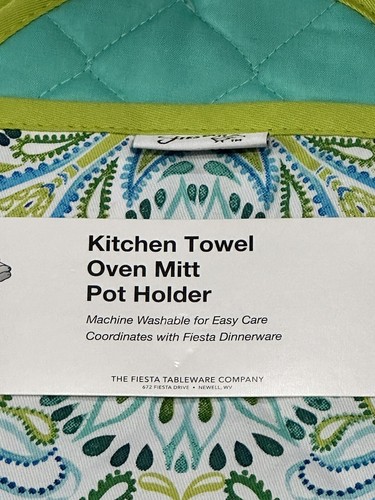 Kitchen Towel
Oven Mitt
Pot Holder
Machine Washable for Easy Care
Coordinates with Fiesta Dinnerware
THE FIESTA TABLEWARE COMPANY
672 FIESTA DRIVE • NEWELL, WV